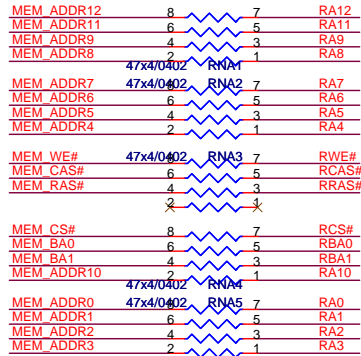 MEM_ADDR12 8 7 RA12
MEM_ADDR11 6 5 RA11
MEM_ADDR9 4 3 RA9
MEM_ADDR8 2 1 RA8
47x4/0402 RNA1
47x4/0402 RNA2
MEM_ADDR7 8 7 RA7
MEM_ADDR6 6 5 RA6
MEM_ADDR5 4 3 RA5
MEM_ADDR4 2 1 RA4
47x4/0402 RNA3
MEM_WE# 8 7 RWE#
MEM_CAS# 6 5 RCAS#
MEM_RAS# 4 3 RRAS#
2 1
MEM_CS# 8 7 RCS#
MEM_BA0 6 5 RBA0
MEM_BA1 4 3 RBA1
MEM_ADDR10 2 1 RA10
47x4/0402 RNA4
47x4/0402 RNA5
MEM_ADDR0 8 7 RA0
MEM_ADDR1 6 5 RA1
MEM_ADDR2 4 3 RA2
MEM_ADDR3 2 1 RA3